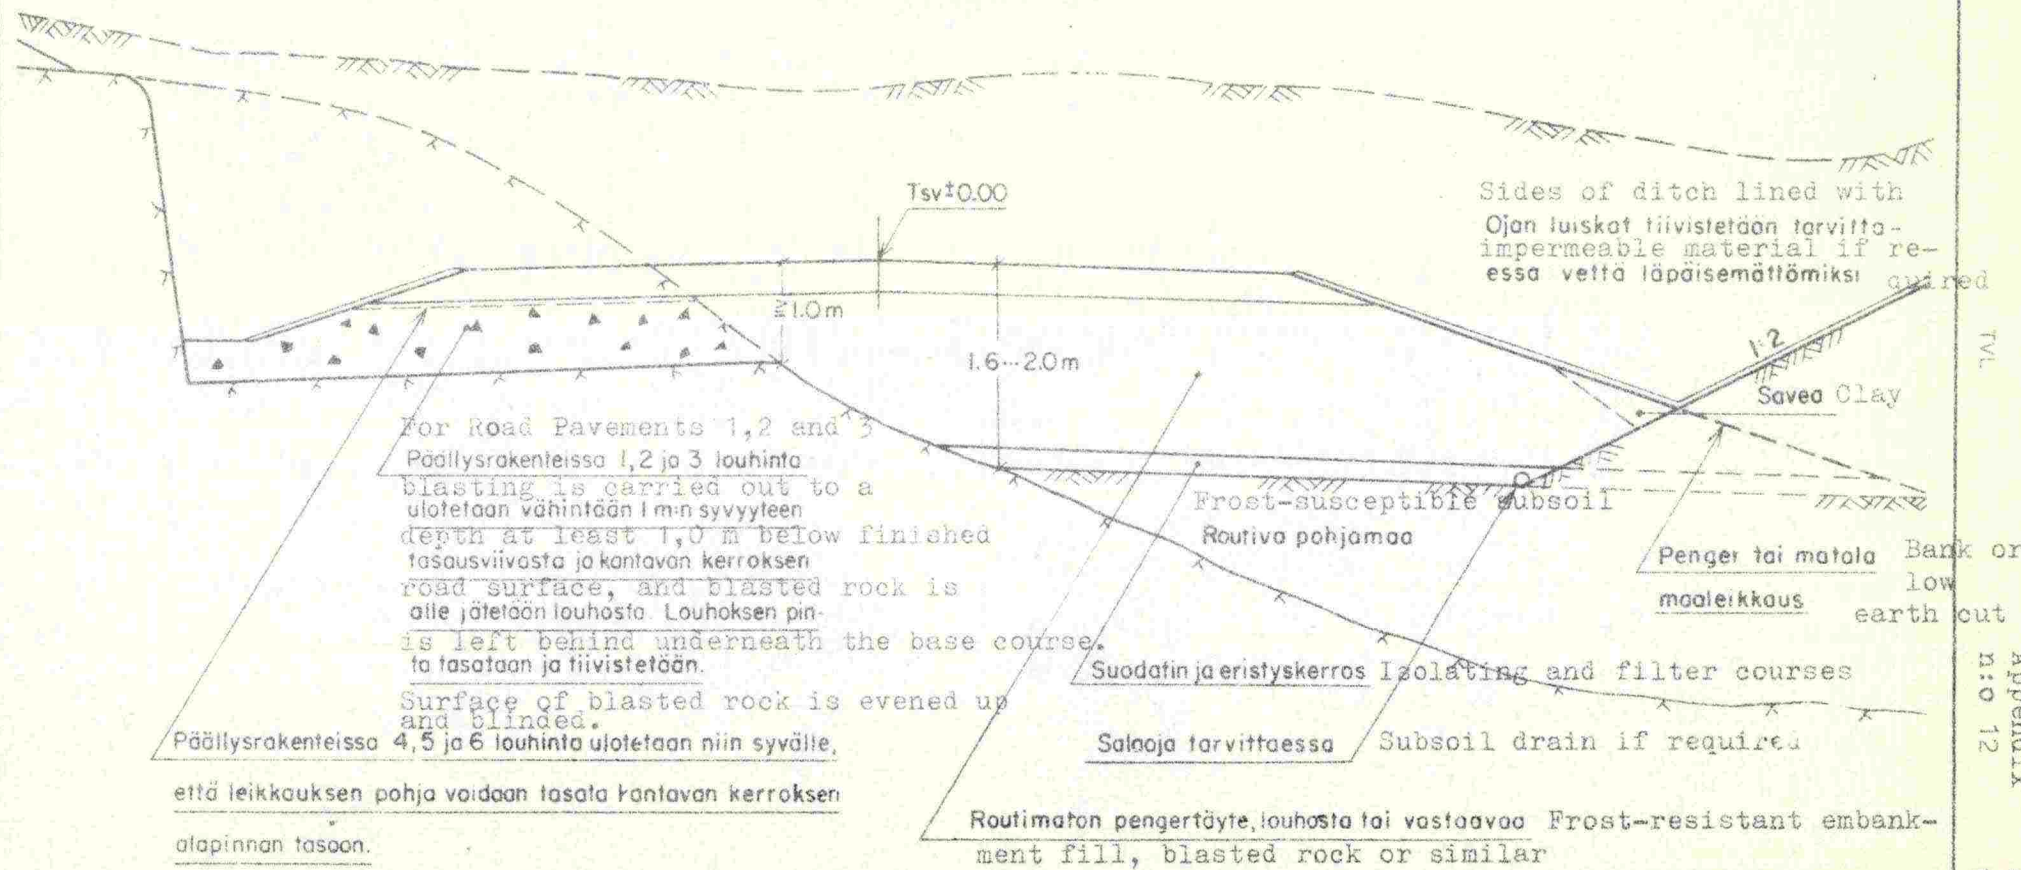 Tsv±0.00
Sides of ditch lined with
Ojan luiskat tiivistetään tarvitta-
impermeable material if re-
essa vettä läpäisemättömiksi quired
≧1.0m
1.6...2.0m
1:2
Savea Clay
TVL
For Road Pavements 1,2 and 3
Päällysrakenteissa 1,2 ja 3 louhinta
blasting is carried out to a
ulotetaan vähintään 1 m:n syvyyteen
depth at least 1,0 m below finished
tasausviivasta ja kantavan kerroksen
road surface, and blasted rock is
alle jätetään louhosta. Louhoksen pin-
is left behind underneath the base course.
ta tasataan ja tiivistetään.
Surface of blasted rock is evened up
and blinded.
Frost-susceptible subsoil
Routiva pohjamaa
Penger tai matala Bank or
low
maaleikkaus
earth cut
Suodatin ja eristyskerros Isolating and filter courses
Appendix
n:o 12
Päällysrakenteissa 4,5 ja 6 louhinta ulotetaan niin syvälle,
että leikkauksen pohja voidaan tasata kantavan kerroksen
alapinnan tasoon.
Salaoja tarvittaessa Subsoil drain if required
Routimaton pengertäyte, louhosta tai vastaavaa Frost-resistant embank-
ment fill, blasted rock or similar